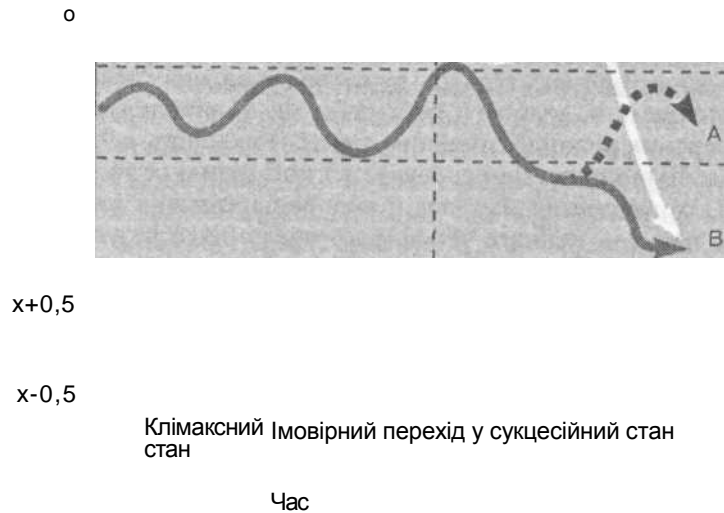 о
A
B
x+0,5
x-0,5
Клімаксний
стан
Імовірний перехід у сукцесійний стан
Час